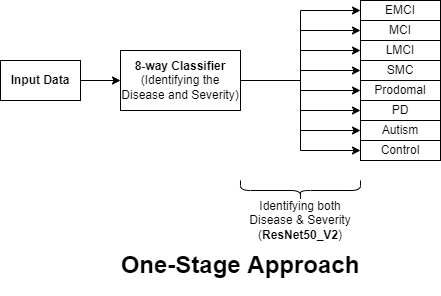 Input Data
8-way Classifier
(Identifying the
Disease and Severity)
EMCI
MCI
LMCI
SMC
Prodomal
PD
Autism
Control
Identifying both
Disease & Severity
(ResNet50_V2)
One-Stage Approach